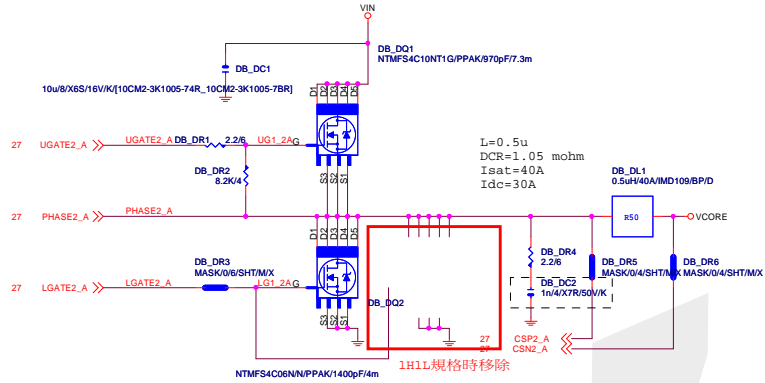 VIN
DB_DQ1
NTMFS4C10NT1G/PPAK/970pF/7.3m
DB_DC1
10u/8/X6S/16V/K/[10CM2-3K1005-74R_10CM2-3K1005-7BR]
D1 D2 D3 D4 D5
27 UGATE2_A UGATE2_A DB_DR1 2.2/6 UG1_2A G
DB_DR2
8.2K/4
S3 S2 S1
L=0.5u
DCR=1.05 mohm
Isat=40A
Idc=30A
DB_DL1
0.5uH/40A/IMD109/BP/D
27 PHASE2_A PHASE2_A
R50
VCORE
D1 D2 D3 D4 D5
DB_DR3
MASK/0/6/SHT/M/X
27 LGATE2_A LGATE2_A LG1_2A G
DB_DR4
2.2/6
DB_DR5
MASK/0/4/SHT/M/X
DB_DR6
MASK/0/4/SHT/M/X
DB_DC2
1n/4/X7R/50V/K
DB_DQ2
S3 S2 S1
27 CSP2_A
27 CSN2_A
1H1L規格時移除
NTMFS4C06N/N/PPAK/1400pF/4m